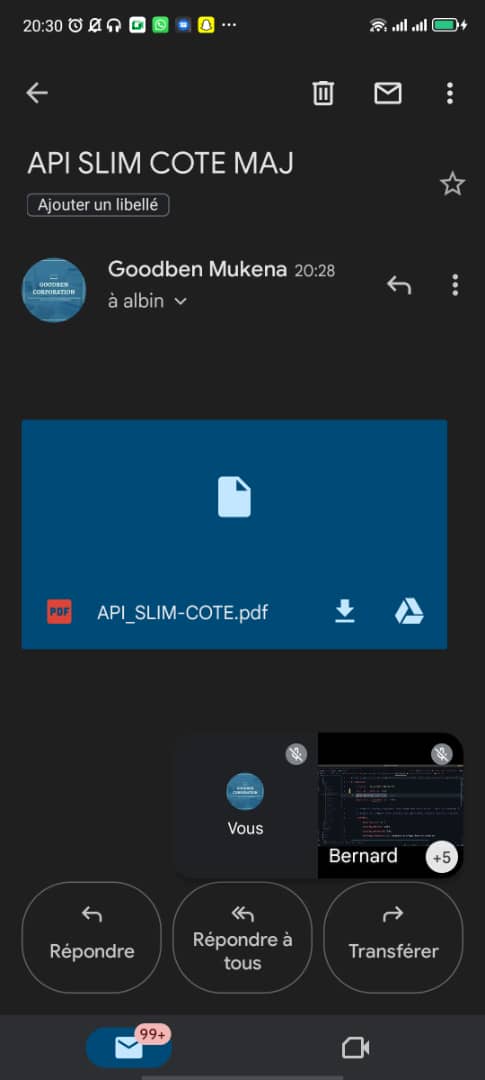 20:30
API SLIM COTE MAJ
Ajouter un libellé
GOODBEN
CORPORATION
Goodben Mukena 20:28
à albin
PDF API_SLIM-COTE.pdf
Vous
Bernard
+5
Répondre
Répondre à
tous
Transférer
99+